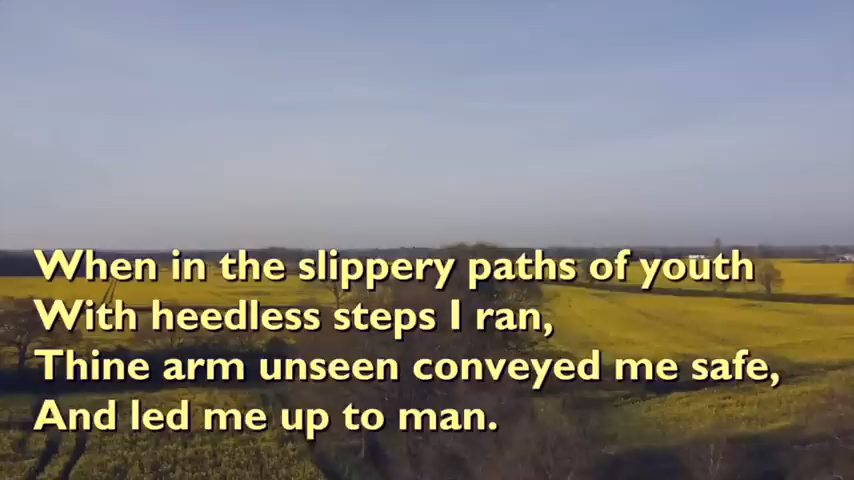 When in the slippery paths of youth
With heedless steps I ran,
Thine arm unseen conveyed me safe,
And led me up to man.